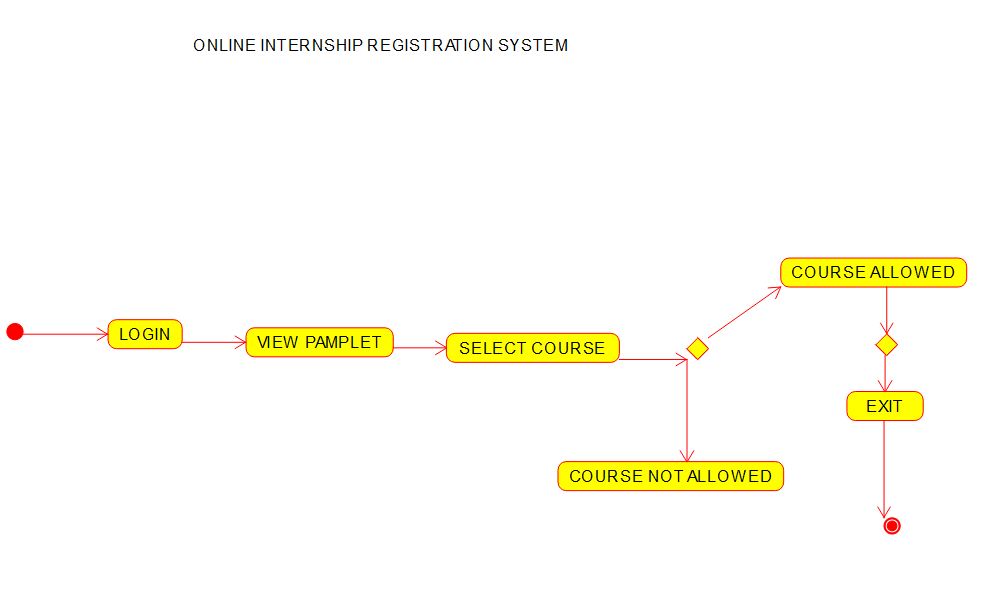 ONLINE INTERNSHIP REGISTRATION SYSTEM
COURSE ALLOWED
LOGIN
VIEW PAMPLET
SELECT COURSE
EXIT
COURSE NOT ALLOWED